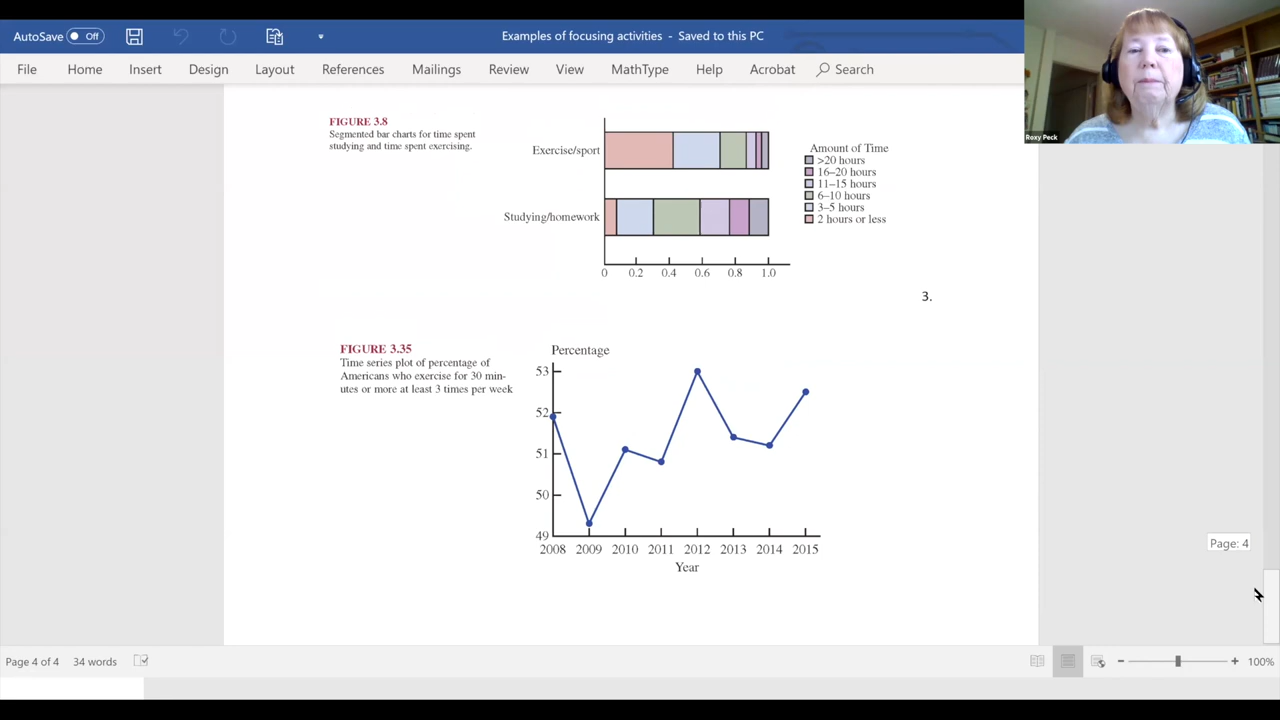 AutoSave Off
Examples of focusing activities - Saved to this PC
File Home Insert Design Layout References Mailings Review View MathType Help Acrobat Search
Roxy Peck
FIGURE 3.8
Segmented bar charts for time spent
studying and time spent exercising.
Exercise/sport
Studying/homework
0 0.2 0.4 0.6 0.8 1.0
Amount of Time
>20 hours
16–20 hours
11–15 hours
6–10 hours
3–5 hours
2 hours or less
3.
FIGURE 3.35
Time series plot of percentage of
Americans who exercise for 30 min-
utes or more at least 3 times per week
Percentage
53
52
51
50
49
2008 2009 2010 2011 2012 2013 2014 2015
Year
Page: 4
Page 4 of 4 34 words
100%